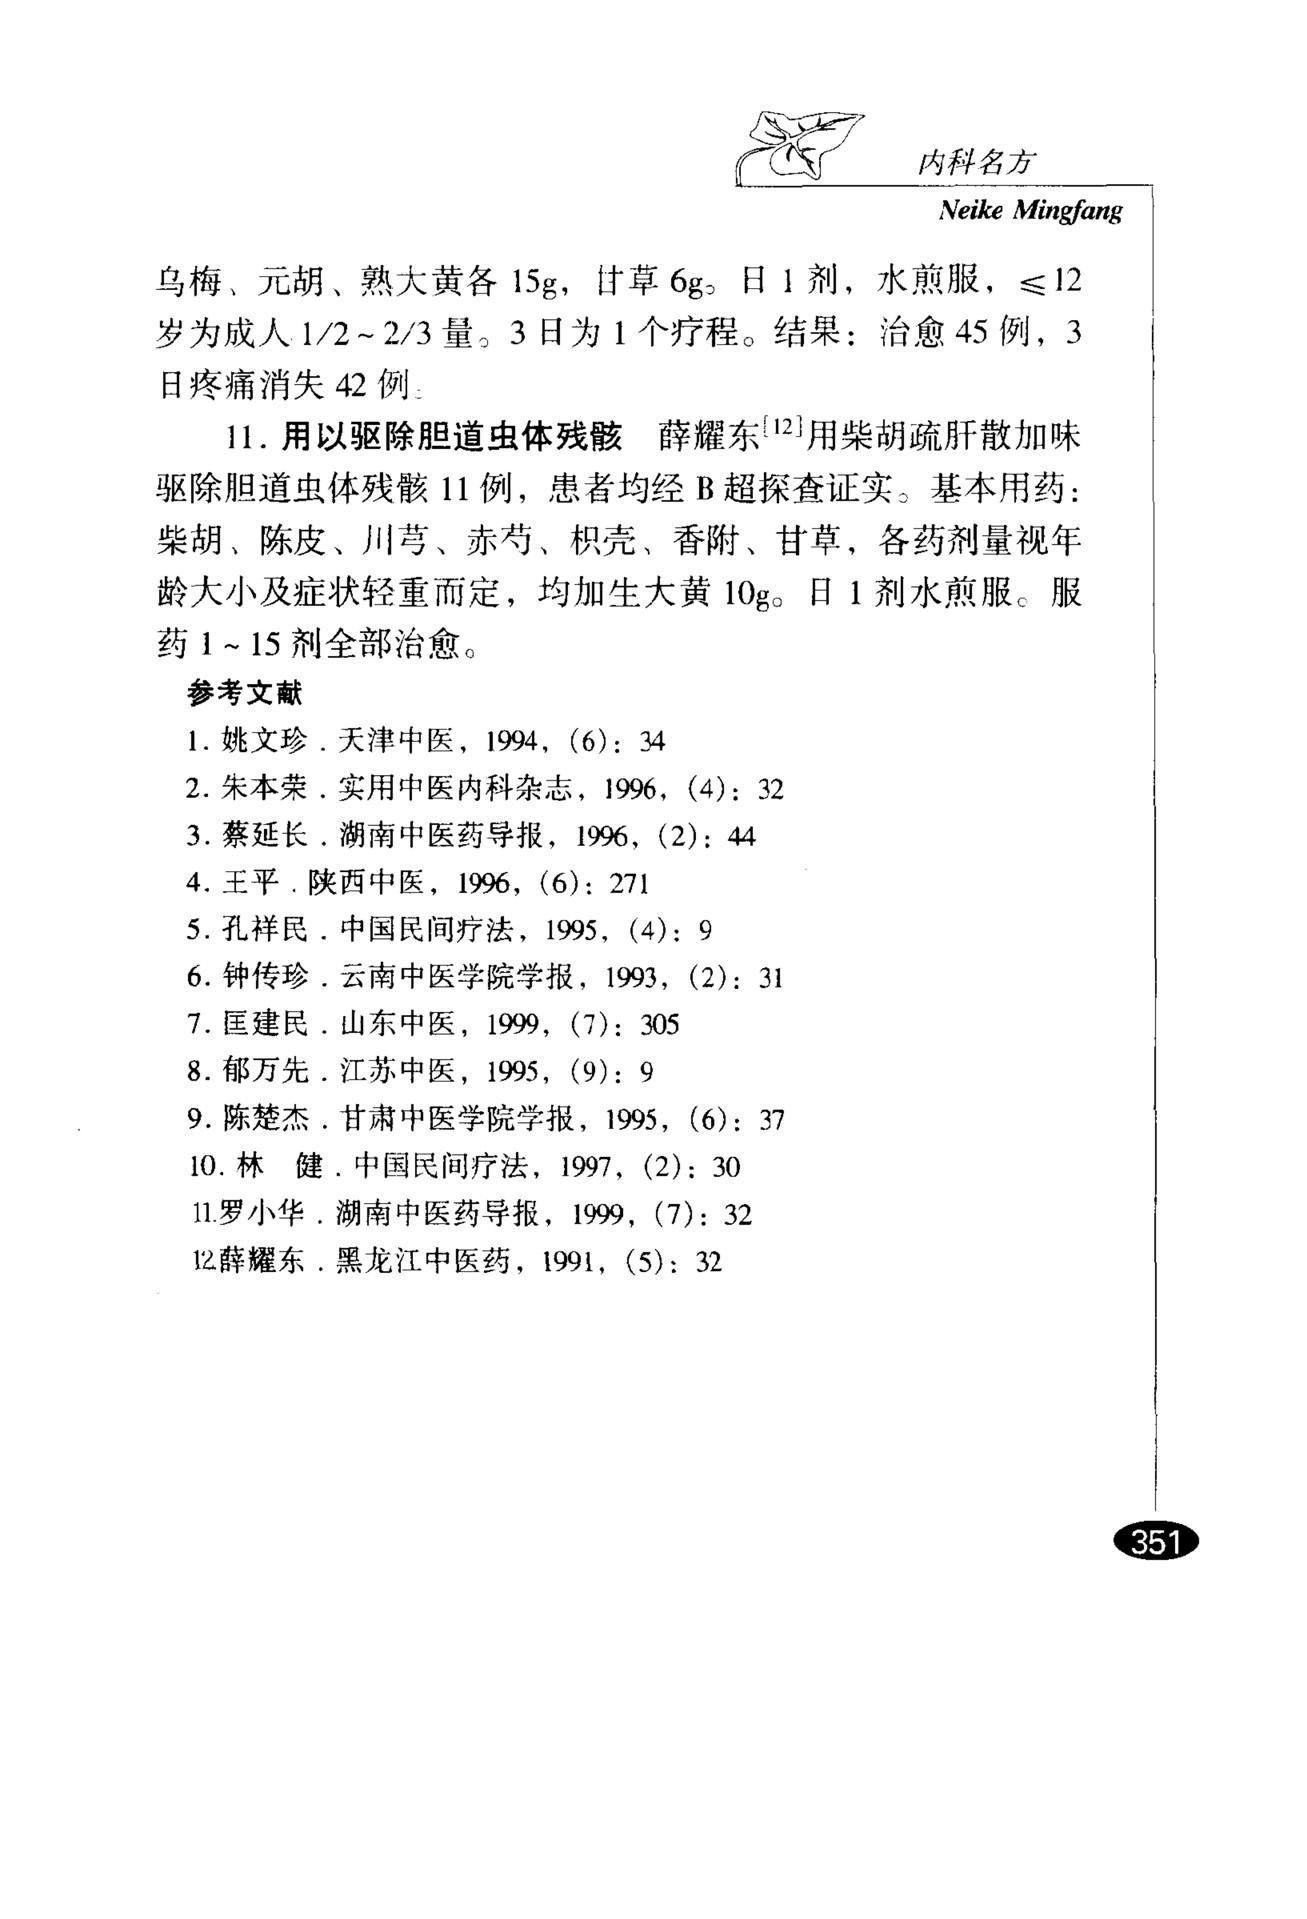 内科名方
Neike Mingfang
乌梅、元胡、熟大黄各 15g，甘草 6g。日 1 剂，水煎服，≤12
岁为成人 1/2～2/3 量。3 日为 1 个疗程。结果：治愈 45 例，3
日疼痛消失 42 例。
11. 用以驱除胆道虫体残骸　薛耀东[12]用柴胡疏肝散加味
驱除胆道虫体残骸 11 例，患者均经 B 超探查证实。基本用药：
柴胡、陈皮、川芎、赤芍、枳壳、香附、甘草，各药剂量视年
龄大小及症状轻重而定，均加生大黄 10g。日 1 剂水煎服。服
药 1～15 剂全部治愈。
参考文献
1. 姚文珍．天津中医，1994，(6)：34
2. 朱本荣．实用中医内科杂志，1996，(4)：32
3. 蔡延长．湖南中医药导报，1996，(2)：44
4. 王平．陕西中医，1996，(6)：271
5. 孔祥民．中国民间疗法，1995，(4)：9
6. 钟传珍．云南中医学院学报，1993，(2)：31
7. 匡建民．山东中医，1999，(7)：305
8. 郁万先．江苏中医，1995，(9)：9
9. 陈楚杰．甘肃中医学院学报，1995，(6)：37
10. 林　健．中国民间疗法，1997，(2)：30
11.罗小华．湖南中医药导报，1999，(7)：32
12.薛耀东．黑龙江中医药，1991，(5)：32
351